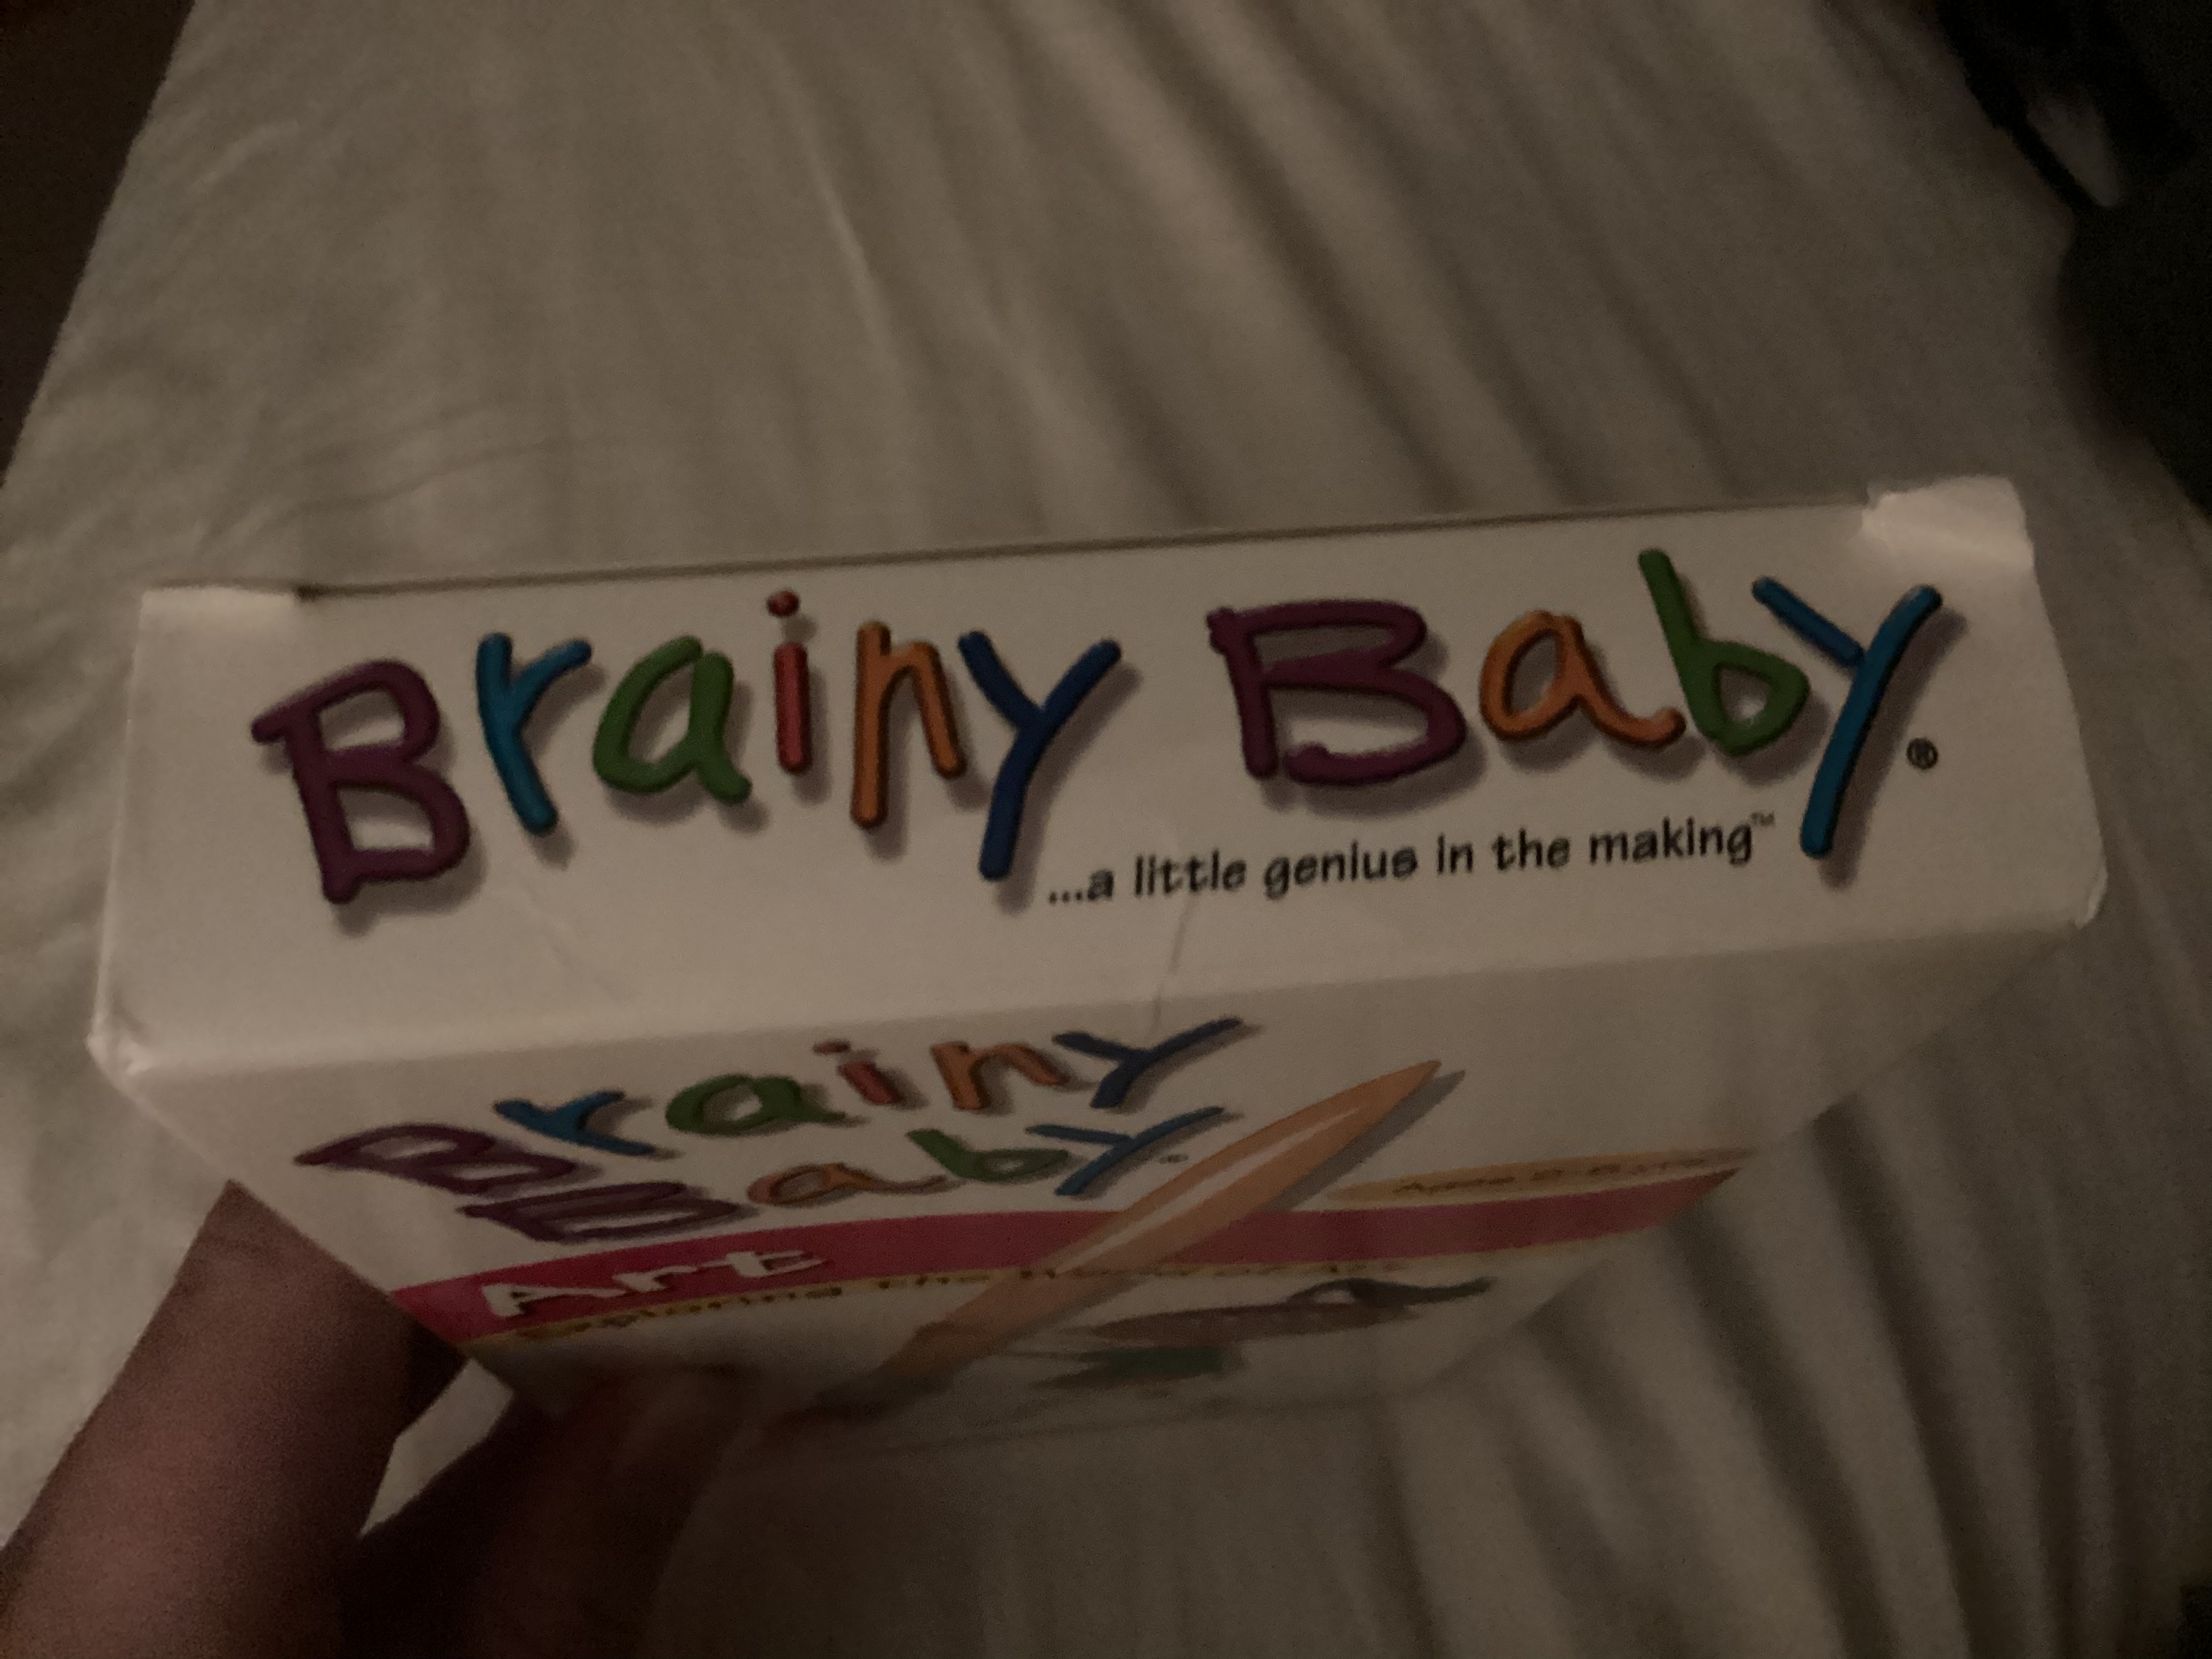 Brainy Baby®
...a little genius in the making™
Brainy
Baby®
Art